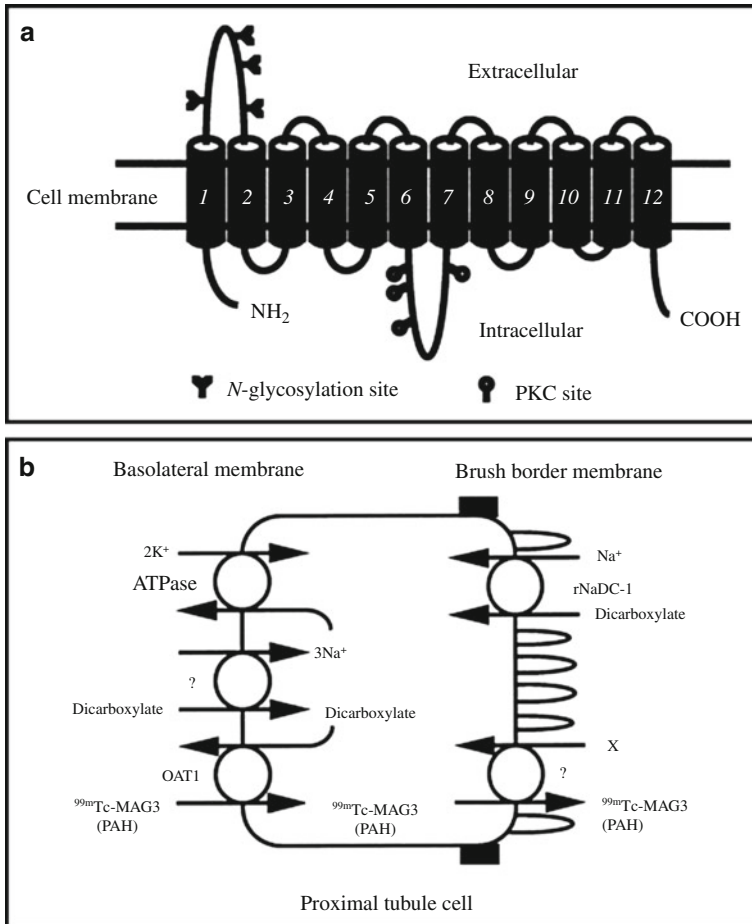 a
Extracellular
Cell membrane
1 2 3 4 5 6 7 8 9 10 11 12
NH₂
Intracellular
COOH
N-glycosylation site
PKC site
b
Basolateral membrane
Brush border membrane
2K⁺
Na⁺
ATPase
rNaDC-1
Dicarboxylate
3Na⁺
?
Dicarboxylate
Dicarboxylate
X
OAT1
?
⁹⁹ᵐTc-MAG3
(PAH)
⁹⁹ᵐTc-MAG3
(PAH)
⁹⁹ᵐTc-MAG3
(PAH)
Proximal tubule cell